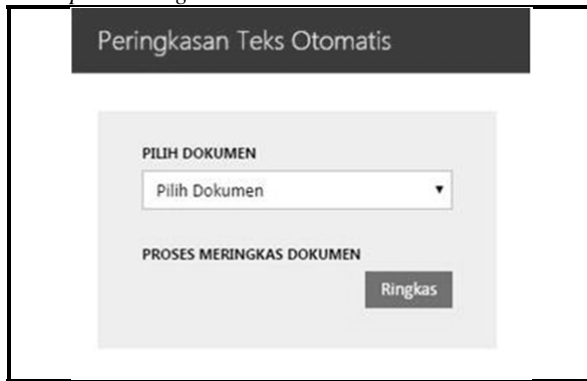 Peringkasan Teks Otomatis
PILIH DOKUMEN
Pilih Dokumen
PROSES MERINGKAS DOKUMEN
Ringkas